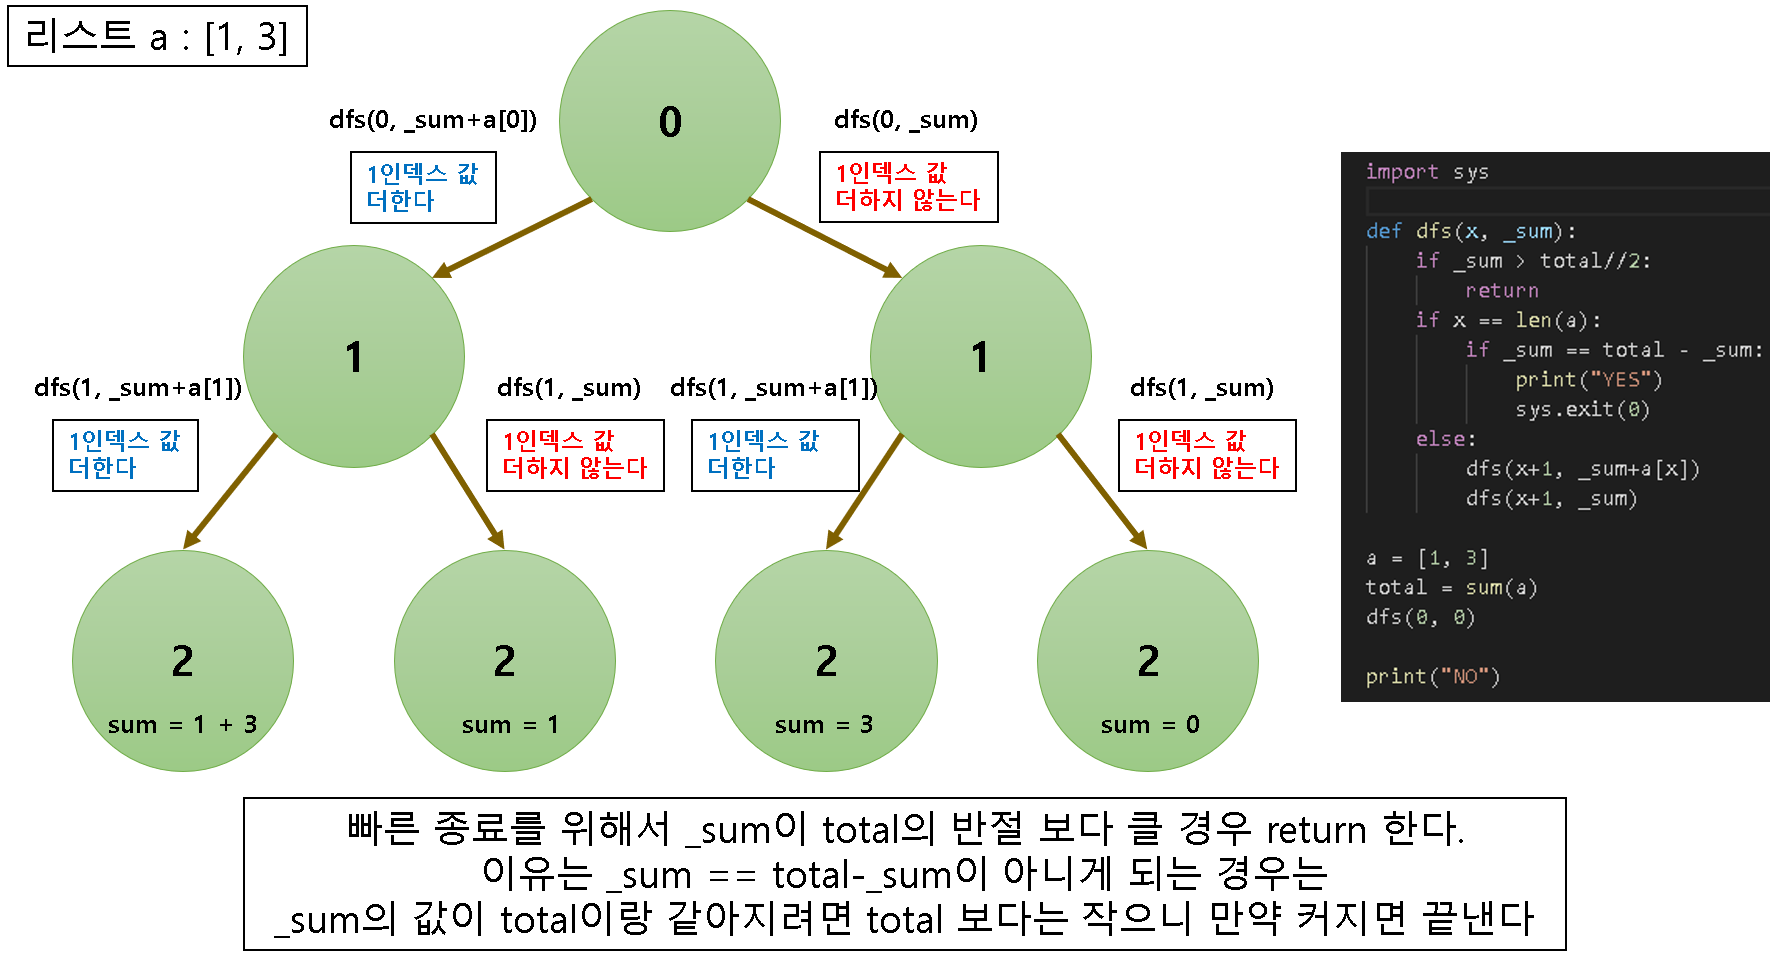 리스트 a : [1, 3]
0
dfs(0, _sum+a[0])
dfs(0, _sum)
1인덱스 값
더한다
1인덱스 값
더하지 않는다
1
1
dfs(1, _sum+a[1])
dfs(1, _sum)
dfs(1, _sum+a[1])
dfs(1, _sum)
1인덱스 값
더한다
1인덱스 값
더하지 않는다
1인덱스 값
더한다
1인덱스 값
더하지 않는다
2
sum = 1 + 3
2
sum = 1
2
sum = 3
2
sum = 0
import sys
def dfs(x, _sum):
if _sum > total//2:
return
if x == len(a):
if _sum == total - _sum:
print("YES")
sys.exit(0)
else:
dfs(x+1, _sum+a[x])
dfs(x+1, _sum)
a = [1, 3]
total = sum(a)
dfs(0, 0)
print("NO")
빠른 종료를 위해서 _sum이 total의 반절 보다 클 경우 return 한다.
이유는 _sum == total-_sum이 아니게 되는 경우는
_sum의 값이 total이랑 같아지려면 total 보다는 작으니 만약 커지면 끝낸다